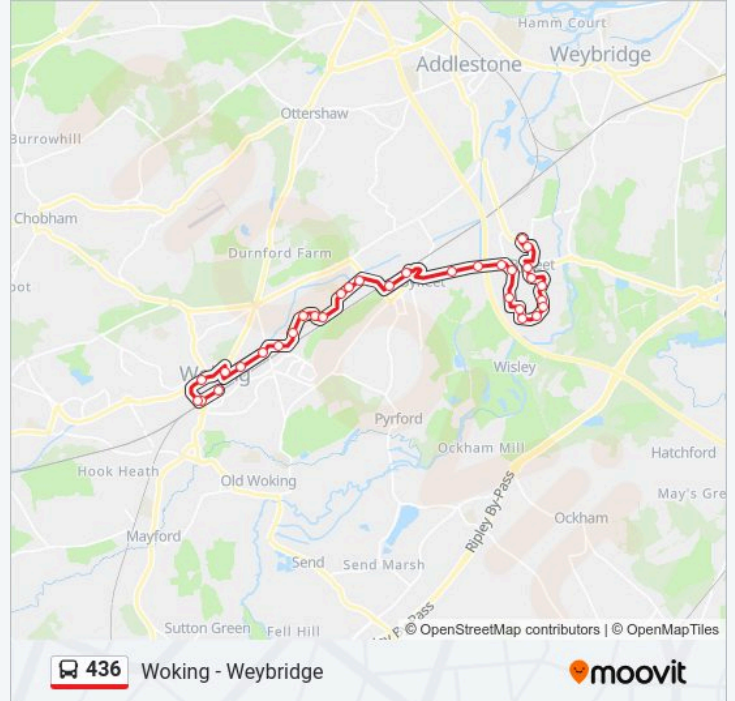 Hamm Court
Weybridge
Addlestone
Ottershaw
Burrowhill
Chobham
Durnford Farm
Wisley
Pyrford
Ockham Mill
Hatchford
Hook Heath
Old Woking
May's Gre
Ripley By-Pass
Ockham
Mayford
Send
Send Marsh
Sutton Green
Fell Hill
© OpenStreetMap contributors | © OpenMapTiles
436
Woking - Weybridge
moovit